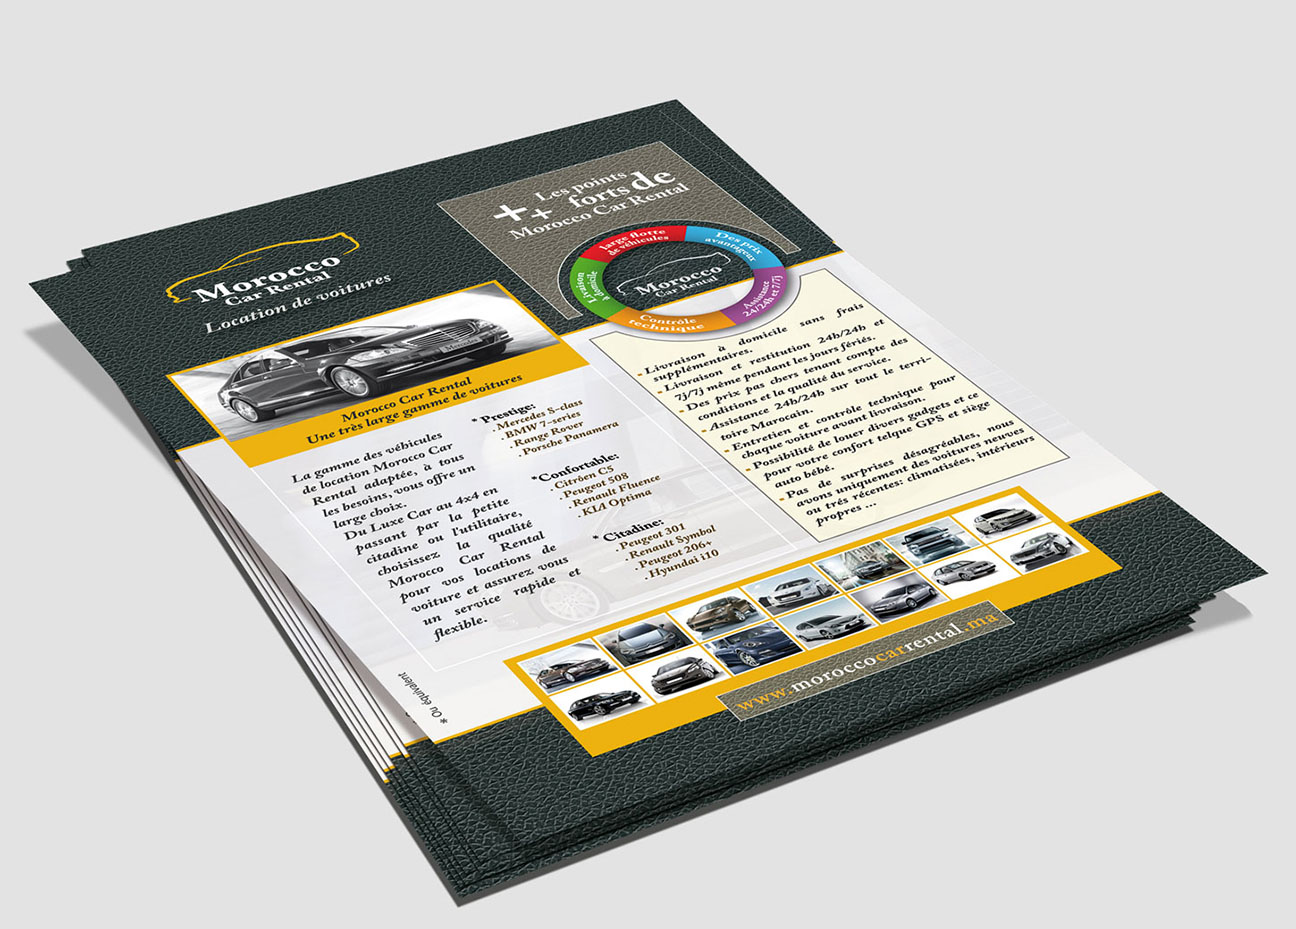 Morocco
Car Rental
Location de voitures
Morocco Car Rental
Une très large gamme de voitures
La gamme des véhicules
de location Morocco Car
Rental adaptée, à tous
les besoins, vous offre un
large choix.
Du Luxe Car au 4x4 en
passant par la petite
citadine ou l'utilitaire,
choisissez la qualité
Morocco Car Rental
pour vos locations de
voiture et assurez vous
un service rapide et
flexible.
* Prestige:
. Mercedes S-class
. BMW 7-series
. Range Rover
. Porsche Panamera
*Confortable:
. Citröen C5
. Peugeot 508
. Renault Fluence
. KIA Optima
* Citadine:
. Peugeot 301
. Renault Symbol
. Peugeot 206+
. Hyundai i10
* Ou équivalent
Les points
++ forts de
Morocco Car Rental
large flotte
de véhicules
Des prix
avantageux
Assistance
24/24h et 7/7j
Contrôle
technique
Livraison
à domicile
Morocco
Car Rental
- Livraison à domicile sans frais
supplémentaires.
- Livraison et restitution 24h/24h et
7j/7j même pendant les jours fériés.
- Des prix pas chers tenant compte des
conditions et la qualité du service.
- Assistance 24h/24h sur tout le terri-
toire Marocain.
- Entretien et contrôle technique pour
chaque voiture avant livraison.
- Possibilité de louer divers gadgets et ce
pour votre confort telque GPS et siège
auto bébé.
- Pas de surprises désagréables, nous
avons uniquement des voitures neuves
ou trés récentes: climatisées, intérieurs
propres ...
www.moroccocarrental.ma